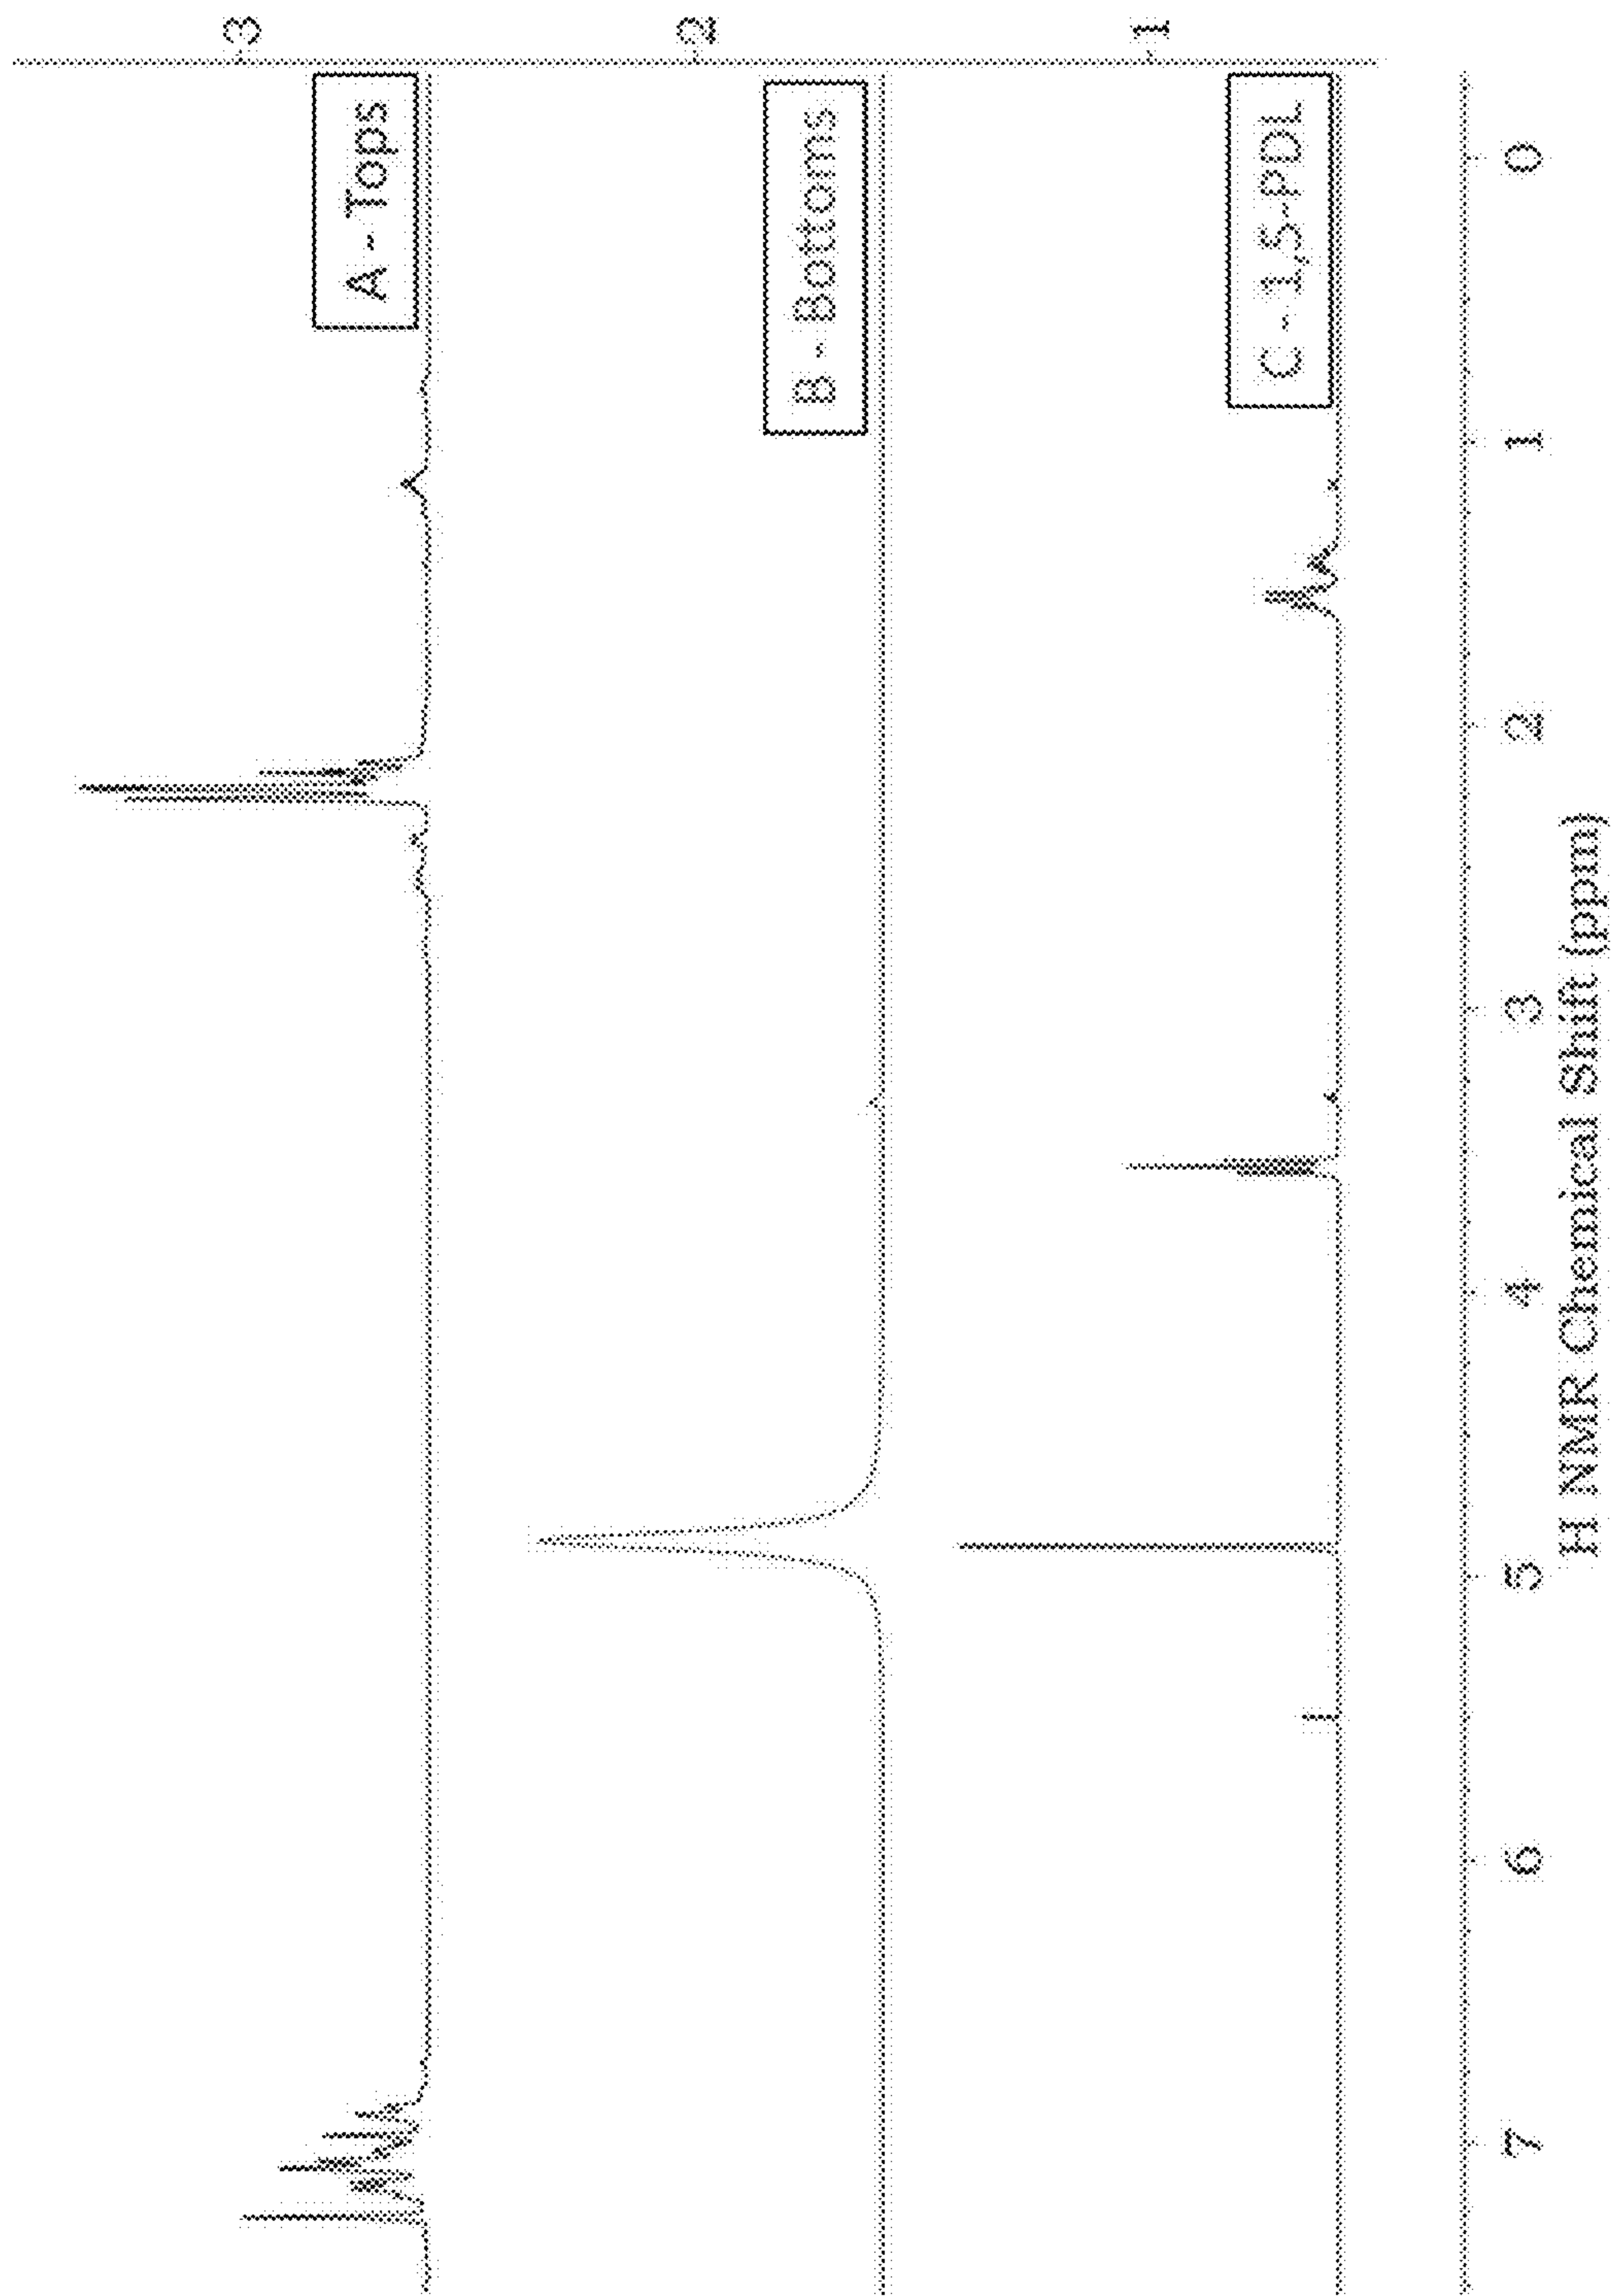 3
A - Tops
2
B - Bottoms
1
C - 1,5-PDL
7 6 5 4 3 2 1 0
H NMR Chemical Shift (ppm)